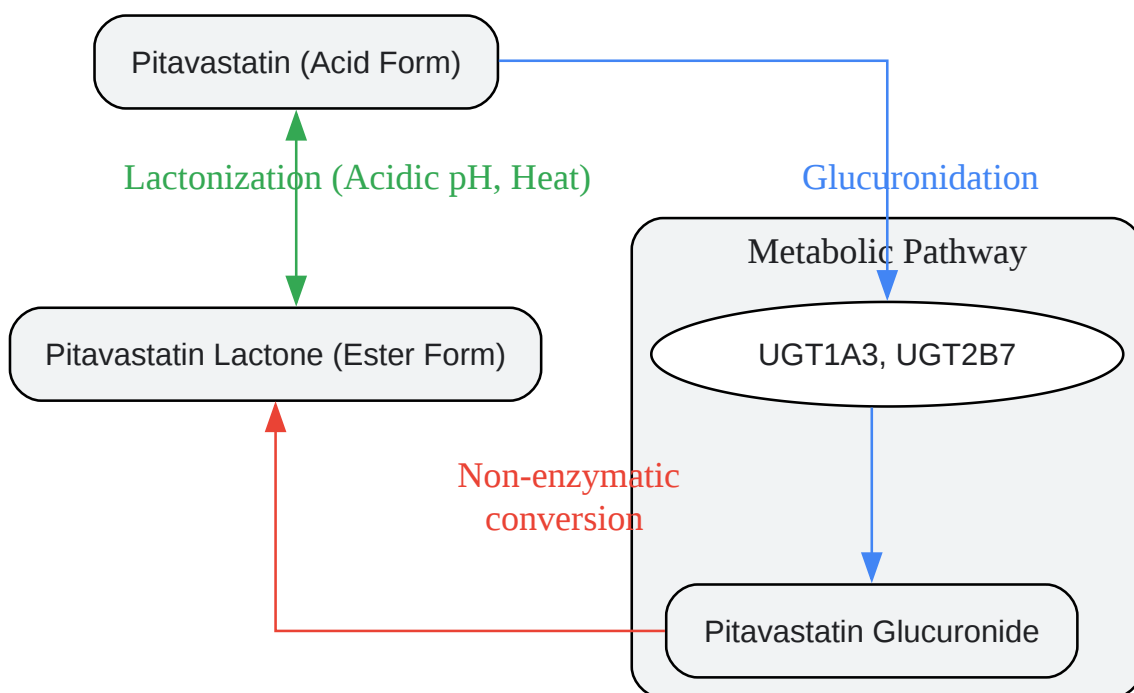 Pitavastatin (Acid Form)
Lactonization (Acidic pH, Heat)
Glucuronidation
Metabolic Pathway
Pitavastatin Lactone (Ester Form)
UGT1A3, UGT2B7
Non-enzymatic
conversion
Pitavastatin Glucuronide